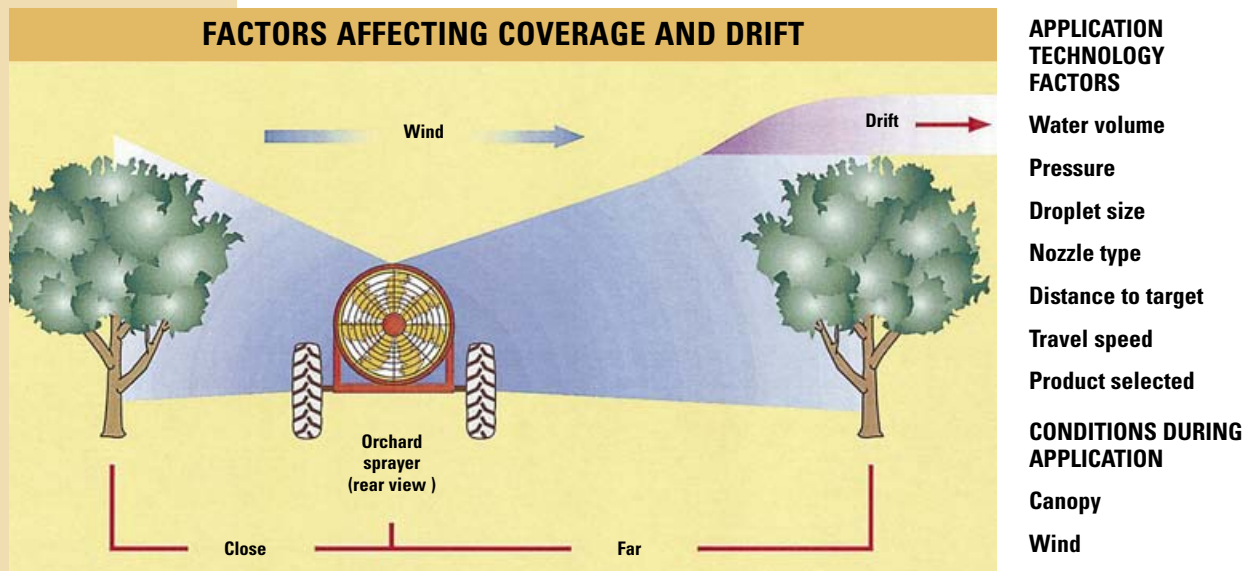 FACTORS AFFECTING COVERAGE AND DRIFT
Wind
Drift
Orchard
sprayer
(rear view )
Close
Far
APPLICATION
TECHNOLOGY
FACTORS
Water volume
Pressure
Droplet size
Nozzle type
Distance to target
Travel speed
Product selected
CONDITIONS DURING
APPLICATION
Canopy
Wind